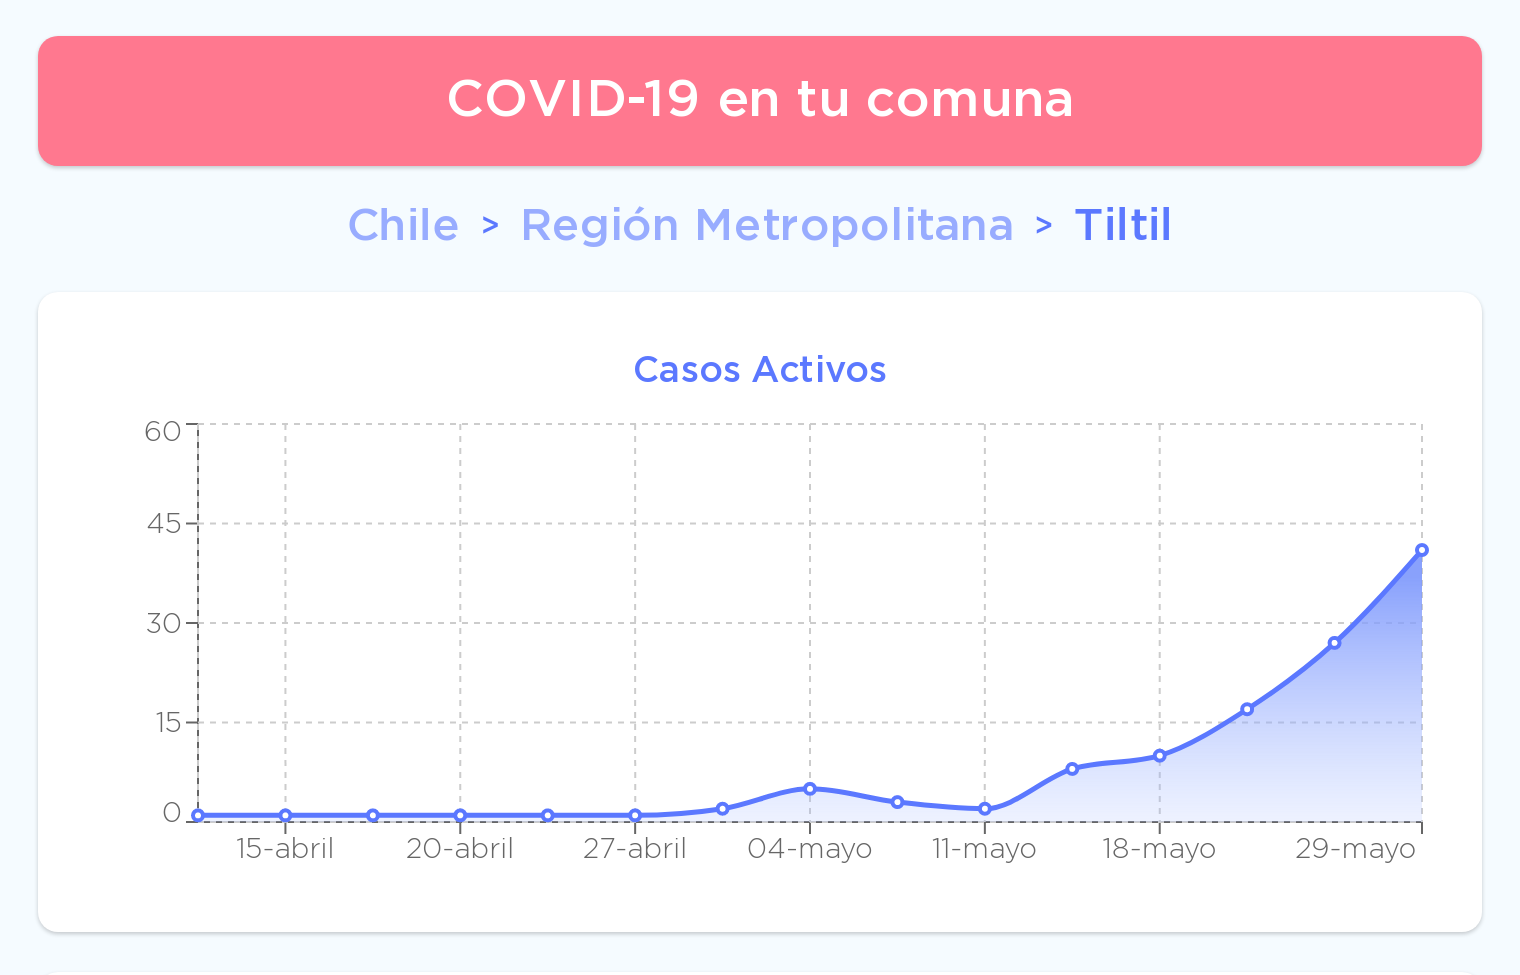 COVID-19 en tu comuna
Chile > Región Metropolitana > Tiltil
Casos Activos
60
45
30
15
0
15-abril 20-abril 27-abril 04-mayo 11-mayo 18-mayo 29-mayo